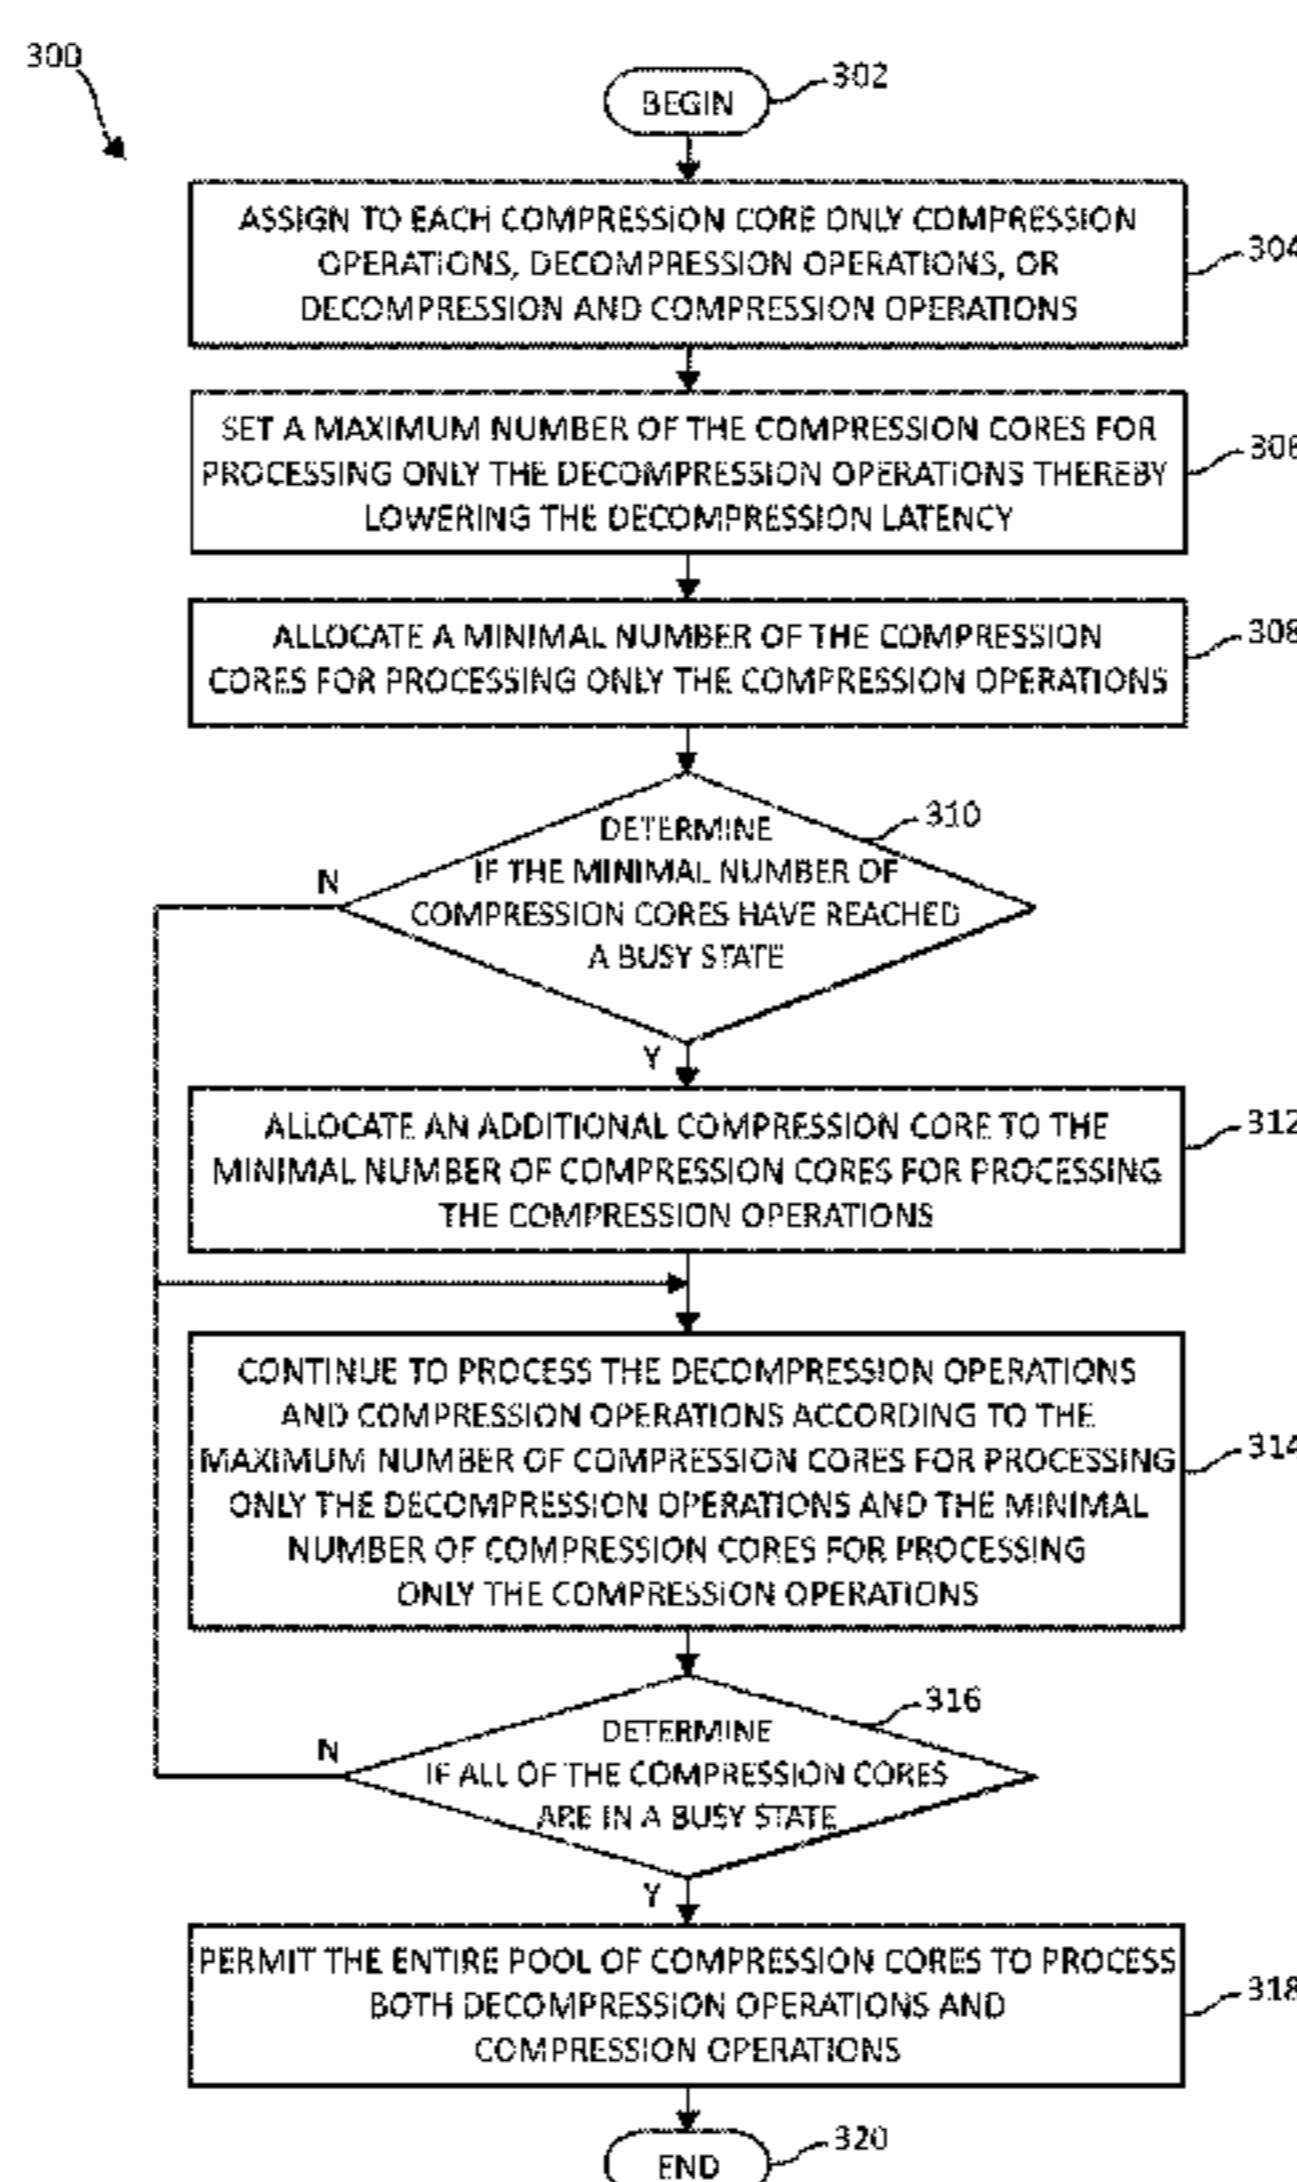 300
BEGIN
302
ASSIGN TO EACH COMPRESSION CORE ONLY COMPRESSION
OPERATIONS, DECOMPRESSION OPERATIONS, OR
DECOMPRESSION AND COMPRESSION OPERATIONS
304
SET A MAXIMUM NUMBER OF THE COMPRESSION CORES FOR
PROCESSING ONLY THE DECOMPRESSION OPERATIONS THEREBY
LOWERING THE DECOMPRESSION LATENCY
306
ALLOCATE A MINIMAL NUMBER OF THE COMPRESSION
CORES FOR PROCESSING ONLY THE COMPRESSION OPERATIONS
308
DETERMINE
IF THE MINIMAL NUMBER OF
COMPRESSION CORES HAVE REACHED
A BUSY STATE
310
N
Y
ALLOCATE AN ADDITIONAL COMPRESSION CORE TO THE
MINIMAL NUMBER OF COMPRESSION CORES FOR PROCESSING
THE COMPRESSION OPERATIONS
312
CONTINUE TO PROCESS THE DECOMPRESSION OPERATIONS
AND COMPRESSION OPERATIONS ACCORDING TO THE
MAXIMUM NUMBER OF COMPRESSION CORES FOR PROCESSING
ONLY THE DECOMPRESSION OPERATIONS AND THE MINIMAL
NUMBER OF COMPRESSION CORES FOR PROCESSING
ONLY THE COMPRESSION OPERATIONS
314
DETERMINE
IF ALL OF THE COMPRESSION CORES
ARE IN A BUSY STATE
316
N
Y
PERMIT THE ENTIRE POOL OF COMPRESSION CORES TO PROCESS
BOTH DECOMPRESSION OPERATIONS AND
COMPRESSION OPERATIONS
318
END
320